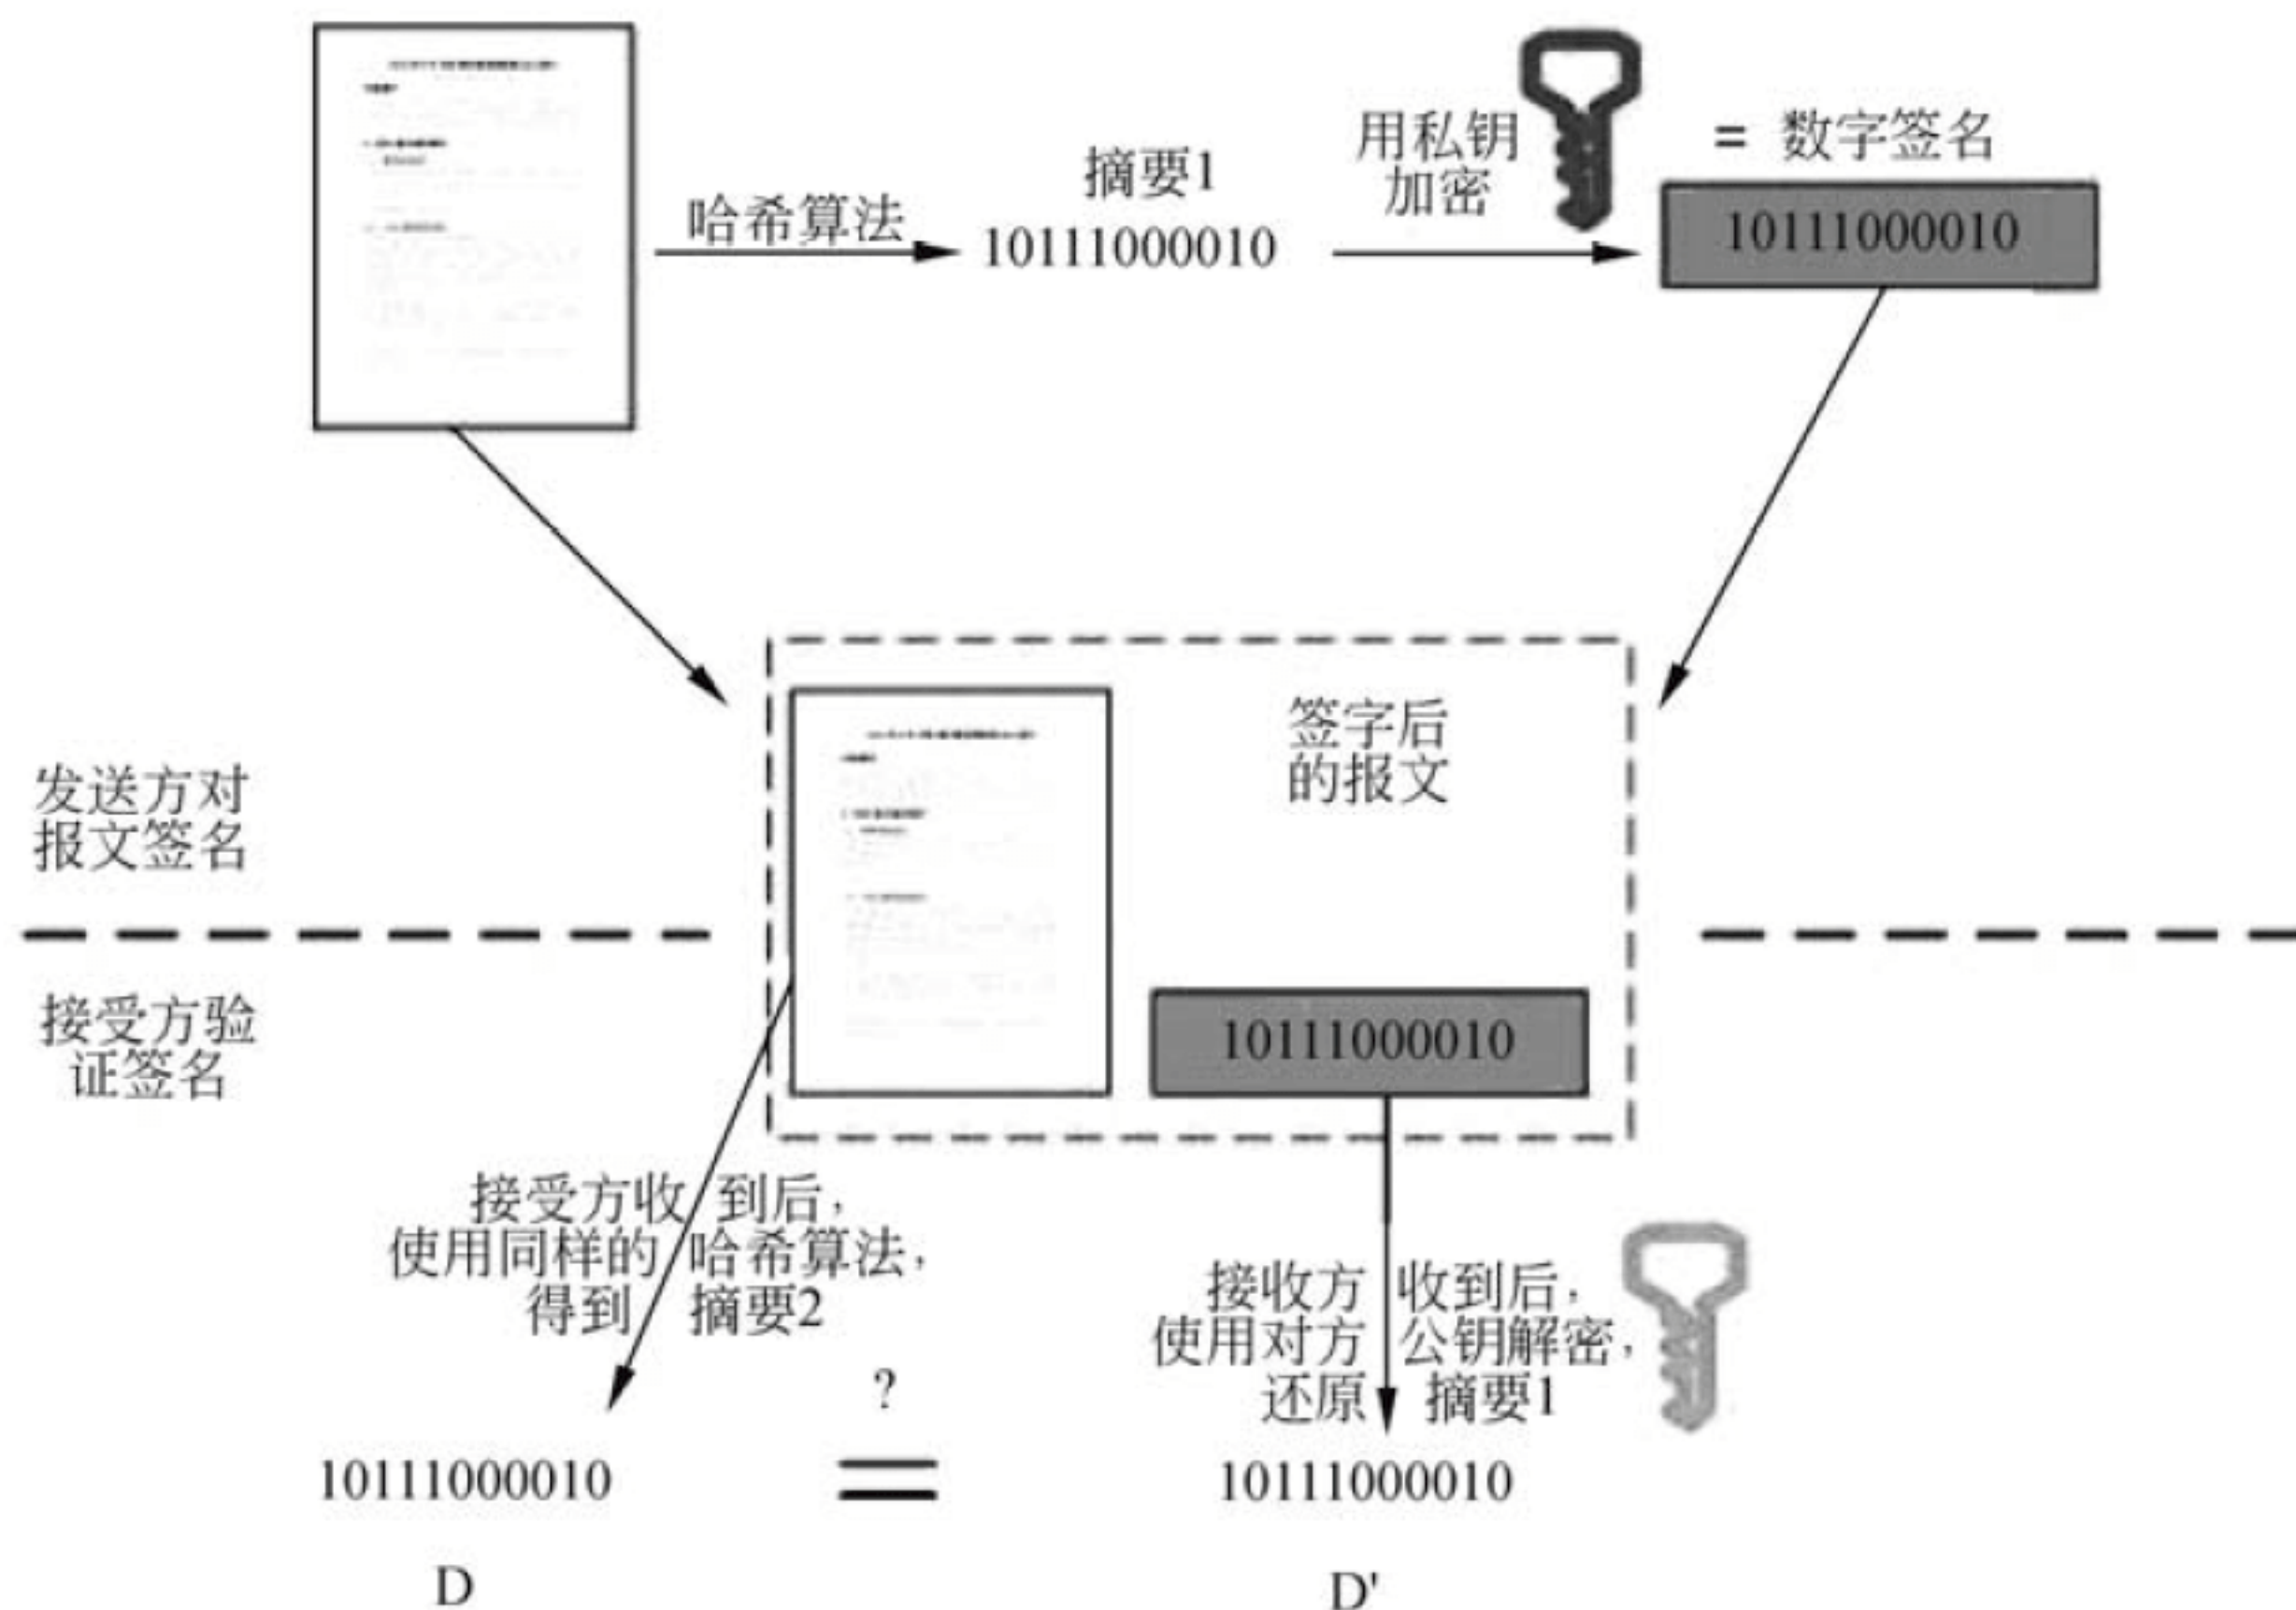 哈希算法
摘要1
10111000010
用私钥
加密
= 数字签名
10111000010
签字后
的报文
10111000010
发送方对
报文签名
接受方验
证签名
接受方收 到后,
使用同样的 哈希算法,
得到 摘要2
接收方 收到后,
使用对方 公钥解密,
还原 摘要1
10111000010
?
=
10111000010
D
D'